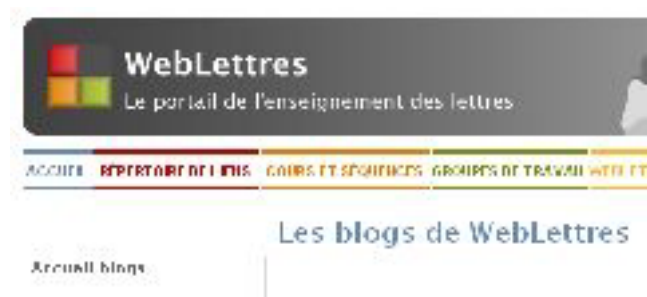 WebLettres
Le portail de l'enseignement des lettres
ACCUEIL RÉPERTOIRE DE LIENS COURS ET SÉQUENCES GROUPES DE TRAVAIL
Les blogs de WebLettres
Accueil blogs